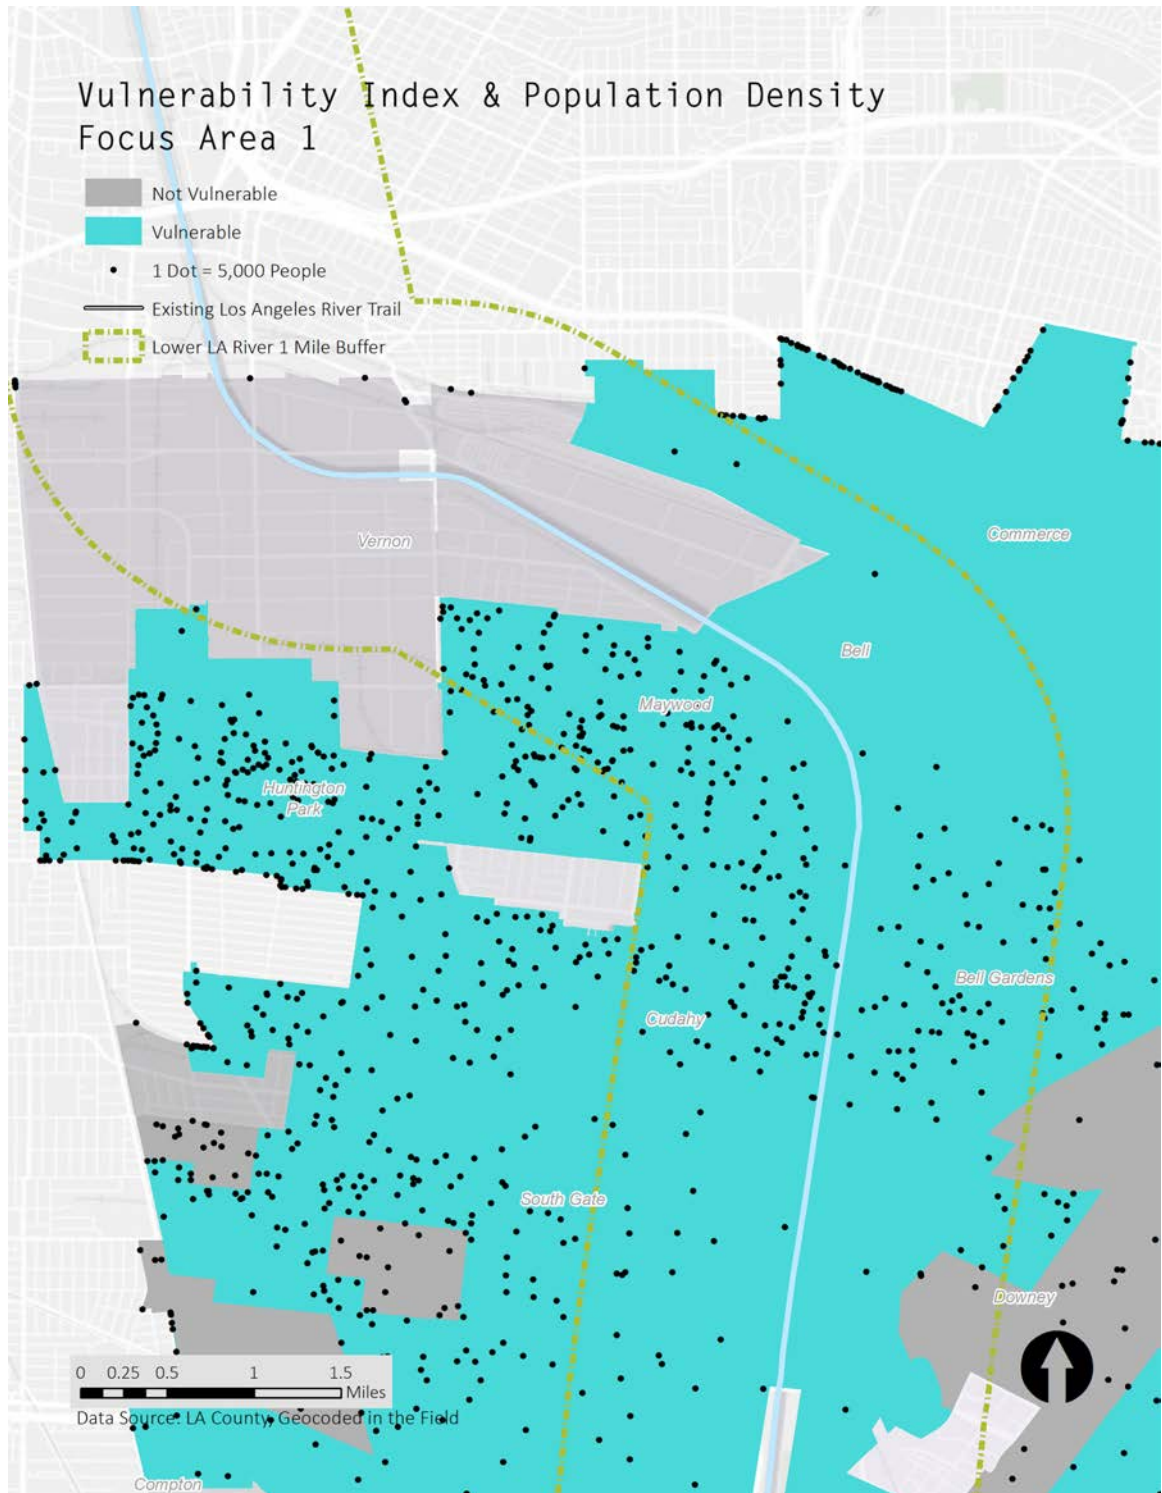 Vulnerability Index & Population Density
Focus Area 1
Not Vulnerable
Vulnerable
1 Dot = 5,000 People
Existing Los Angeles River Trail
Lower LA River 1 Mile Buffer
Commerce
Vernon
Bell
Maywood
Huntington
Park
Bell Gardens
Cudahy
South Gate
Downey
0 0.25 0.5 1 1.5
Miles
Data Source: LA County, Geocoded in the Field
Compton